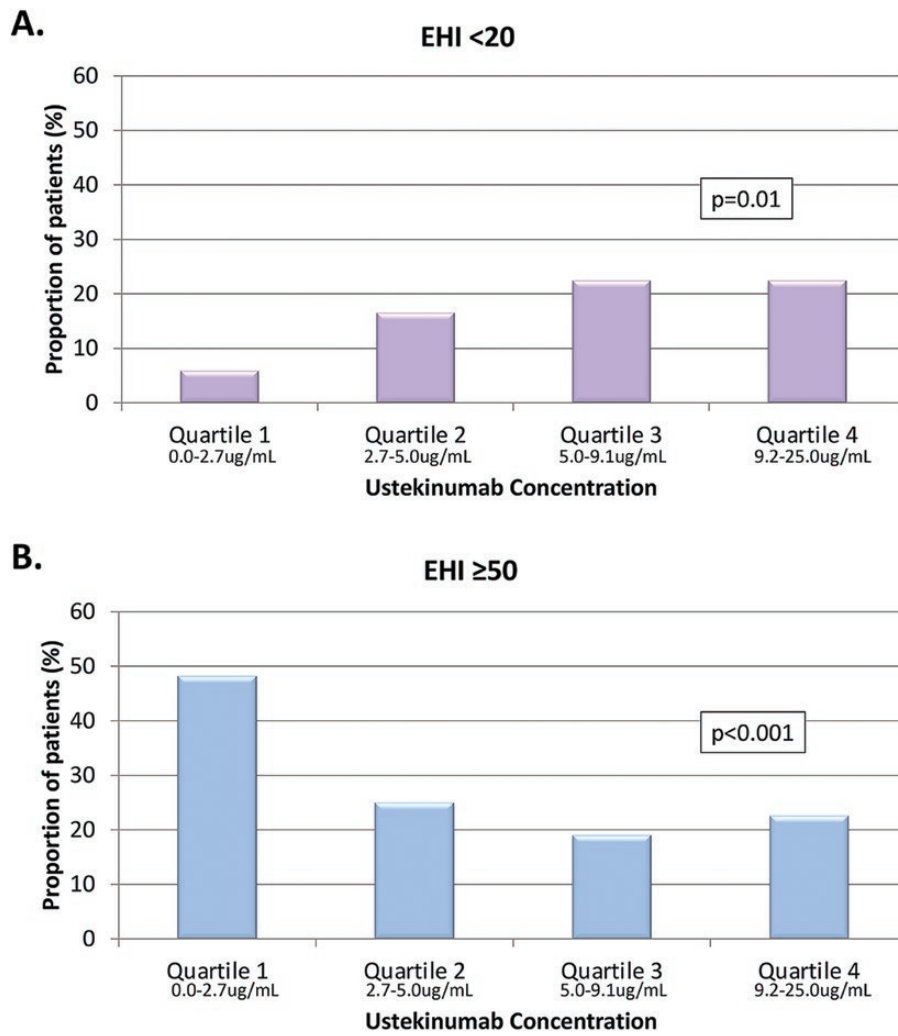 A.
EHI <20
Proportion of patients (%)
60
50
40
30
20
10
0
p=0.01
Quartile 1 Quartile 2 Quartile 3 Quartile 4
0.0-2.7ug/mL 2.7-5.0ug/mL 5.0-9.1ug/mL 9.2-25.0ug/mL
Ustekinumab Concentration
B.
EHI ≥50
Proportion of patients (%)
60
50
40
30
20
10
0
p<0.001
Quartile 1 Quartile 2 Quartile 3 Quartile 4
0.0-2.7ug/mL 2.7-5.0ug/mL 5.0-9.1ug/mL 9.2-25.0ug/mL
Ustekinumab Concentration